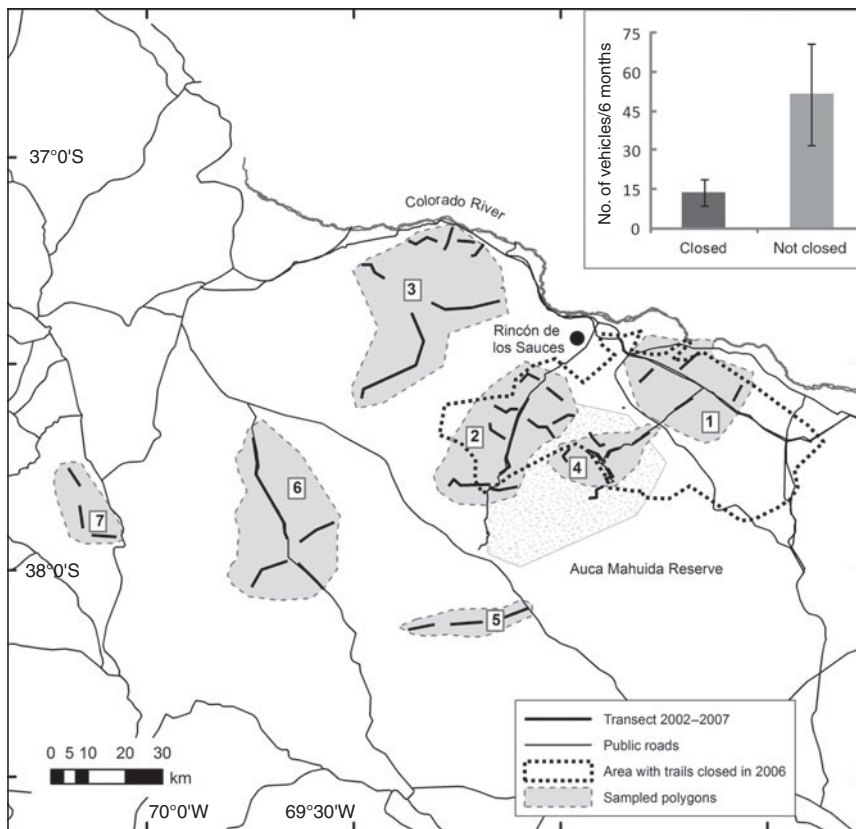 75
60
45
30
15
0
No. of vehicles/6 months
Closed
Not closed
37°0'S
Colorado River
3
Rincón de
los Sauces
1
2
4
6
7
38°0'S
Auca Mahuida Reserve
5
Transect 2002–2007
Public roads
Area with trails closed in 2006
Sampled polygons
0 5 10 20 30
km
70°0'W
69°30'W